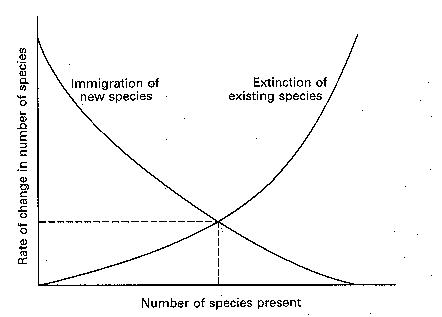 Immigration of
new species
Extinction of
existing species
Rate of change in number of species
Number of species present